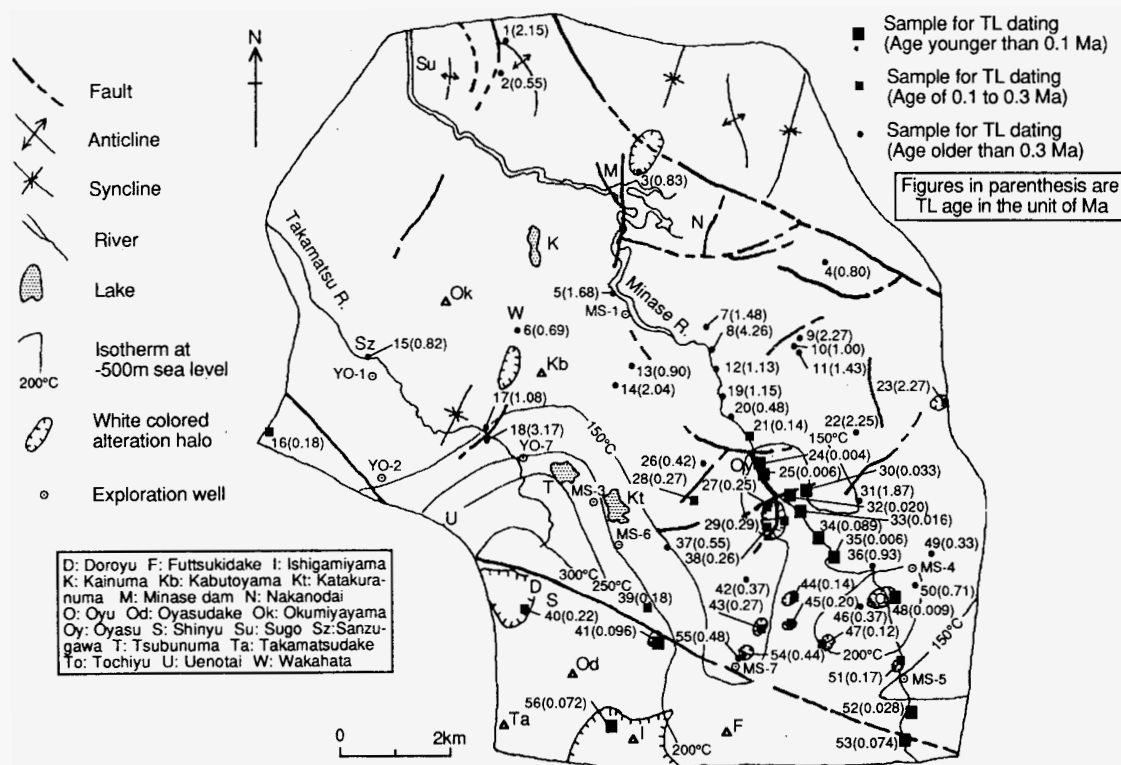 N
Fault
Anticline
Syncline
River
Lake
Isotherm at
-500m sea level
200°C
White colored
alteration halo
Exploration well
Sample for TL dating
(Age younger than 0.1 Ma)
Sample for TL dating
(Age of 0.1 to 0.3 Ma)
Sample for TL dating
(Age older than 0.3 Ma)
Figures in parenthesis are
TL age in the unit of Ma
1(2.15)
Su
2(0.55)
M
3(0.83)
N
K
4(0.80)
Takamatsu R.
Minase R.
Ok
5(1.68)
MS-1
W
6(0.69)
7(1.48)
8(4.26)
9(2.27)
10(1.00)
11(1.43)
Sz
15(0.82)
YO-1
Kb
13(0.90)
14(2.04)
12(1.13)
19(1.15)
20(0.48)
23(2.27)
17(1.08)
18(3.17)
150°C
21(0.14)
22(2.25)
16(0.18)
YO-2
YO-7
26(0.42)
Oy
150°C
24(0.004)
25(0.006)
30(0.033)
28(0.27)
27(0.25)
31(1.87)
32(0.020)
33(0.016)
T
MS-3
Kt
U
MS-6
29(0.29)
34(0.089)
35(0.006)
37(0.55)
38(0.26)
36(0.93)
49(0.33)
MS-4
300°C
250°C
42(0.37)
44(0.14)
50(0.71)
D
S
39(0.18)
43(0.27)
45(0.20)
46(0.37)
48(0.009)
40(0.22)
41(0.096)
47(0.12)
150°C
55(0.48)
54(0.44)
200°C
MS-7
51(0.17)
MS-5
Od
52(0.028)
56(0.072)
Ta
I
200°C
F
53(0.074)
0 2km
D: Doroyu F: Futtsukidake I: Ishigamiyama
K: Kainuma Kb: Kabutoyama Kt: Katakura-
numa M: Minase dam N: Nakanodai
O: Oyu Od: Oyasudake Ok: Okumiyayama
Oy: Oyasu S: Shinyu Su: Sugo Sz:Sanzu-
gawa T: Tsubunuma Ta: Takamatsudake
To: Tochiyu U: Uenotai W: Wakahata